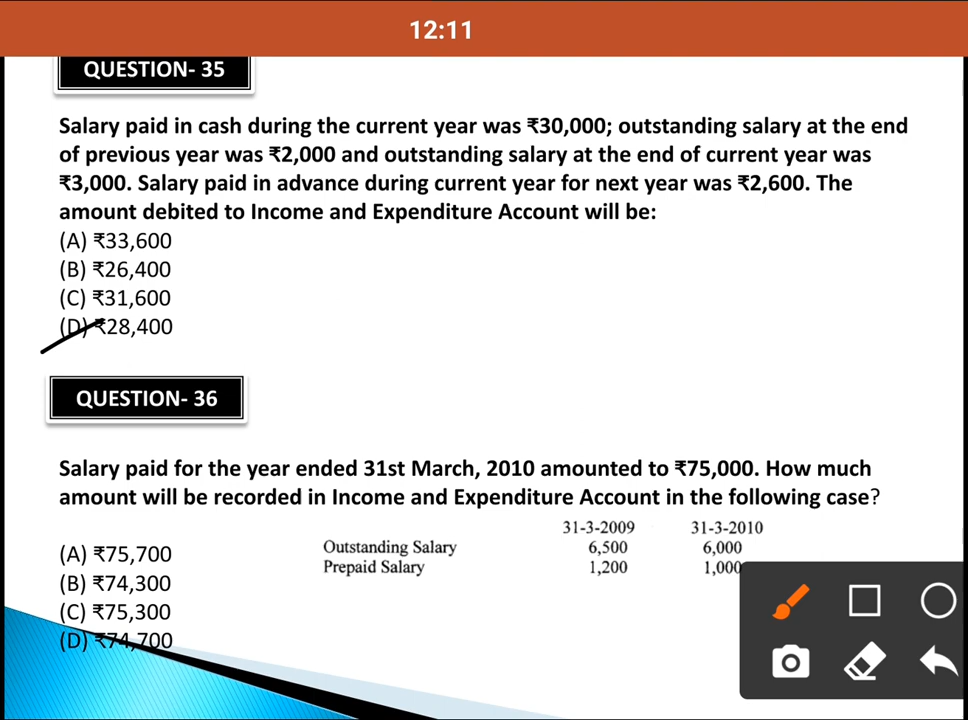 12:11
QUESTION- 35
Salary paid in cash during the current year was ₹30,000; outstanding salary at the end
of previous year was ₹2,000 and outstanding salary at the end of current year was
₹3,000. Salary paid in advance during current year for next year was ₹2,600. The
amount debited to Income and Expenditure Account will be:
(A) ₹33,600
(B) ₹26,400
(C) ₹31,600
(D) ₹28,400
QUESTION- 36
Salary paid for the year ended 31st March, 2010 amounted to ₹75,000. How much
amount will be recorded in Income and Expenditure Account in the following case?
31-3-2009 31-3-2010
Outstanding Salary 6,500 6,000
Prepaid Salary 1,200 1,000
(A) ₹75,700
(B) ₹74,300
(C) ₹75,300
(D) ₹74,700